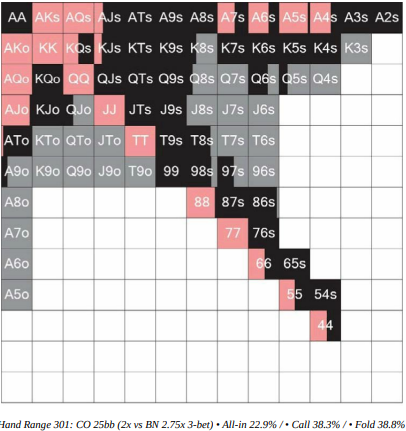 AA AKs AQs AJs ATs A9s A8s A7s A6s A5s A4s A3s A2s
AKo KK KQs KJs KTs K9s K8s K7s K6s K5s K4s K3s
AQo KQo QQ QJs QTs Q9s Q8s Q7s Q6s Q5s Q4s
AJo KJo QJo JJ JTs J9s J8s J7s J6s
ATo KTo QTo JTo TT T9s T8s T7s T6s
A9o K9o Q9o J9o T9o 99 98s 97s 96s
A8o 88 87s 86s
A7o 77 76s
A6o 66 65s
A5o 55 54s
44
Hand Range 301: CO 25bb (2x vs BN 2.75x 3-bet) • All-in 22.9% / • Call 38.3% / • Fold 38.8%